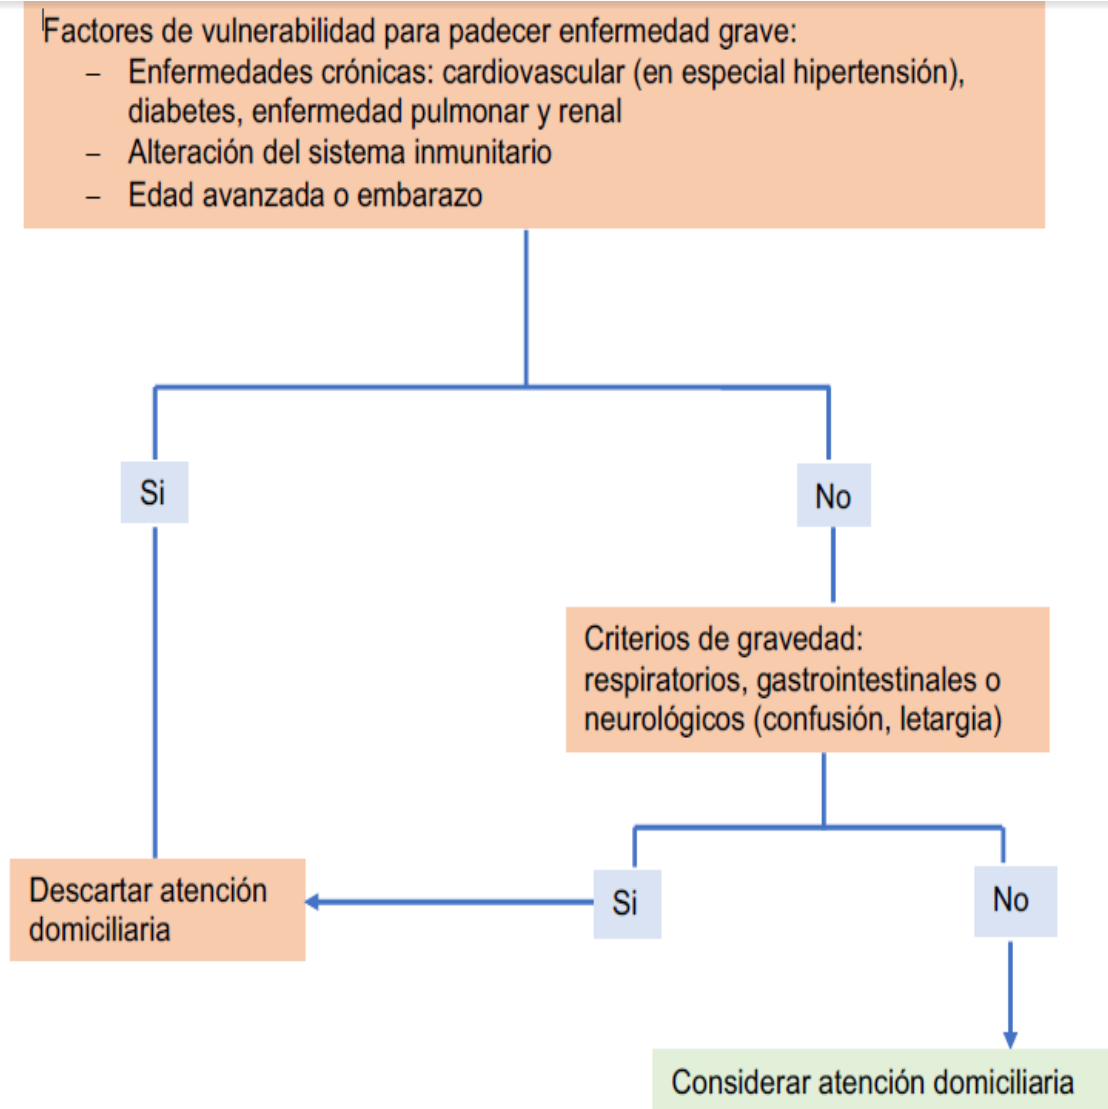 Factores de vulnerabilidad para padecer enfermedad grave:
– Enfermedades crónicas: cardiovascular (en especial hipertensión),
diabetes, enfermedad pulmonar y renal
– Alteración del sistema inmunitario
– Edad avanzada o embarazo
Si
No
Criterios de gravedad:
respiratorios, gastrointestinales o
neurológicos (confusión, letargia)
Descartar atención
domiciliaria
Si
No
Considerar atención domiciliaria